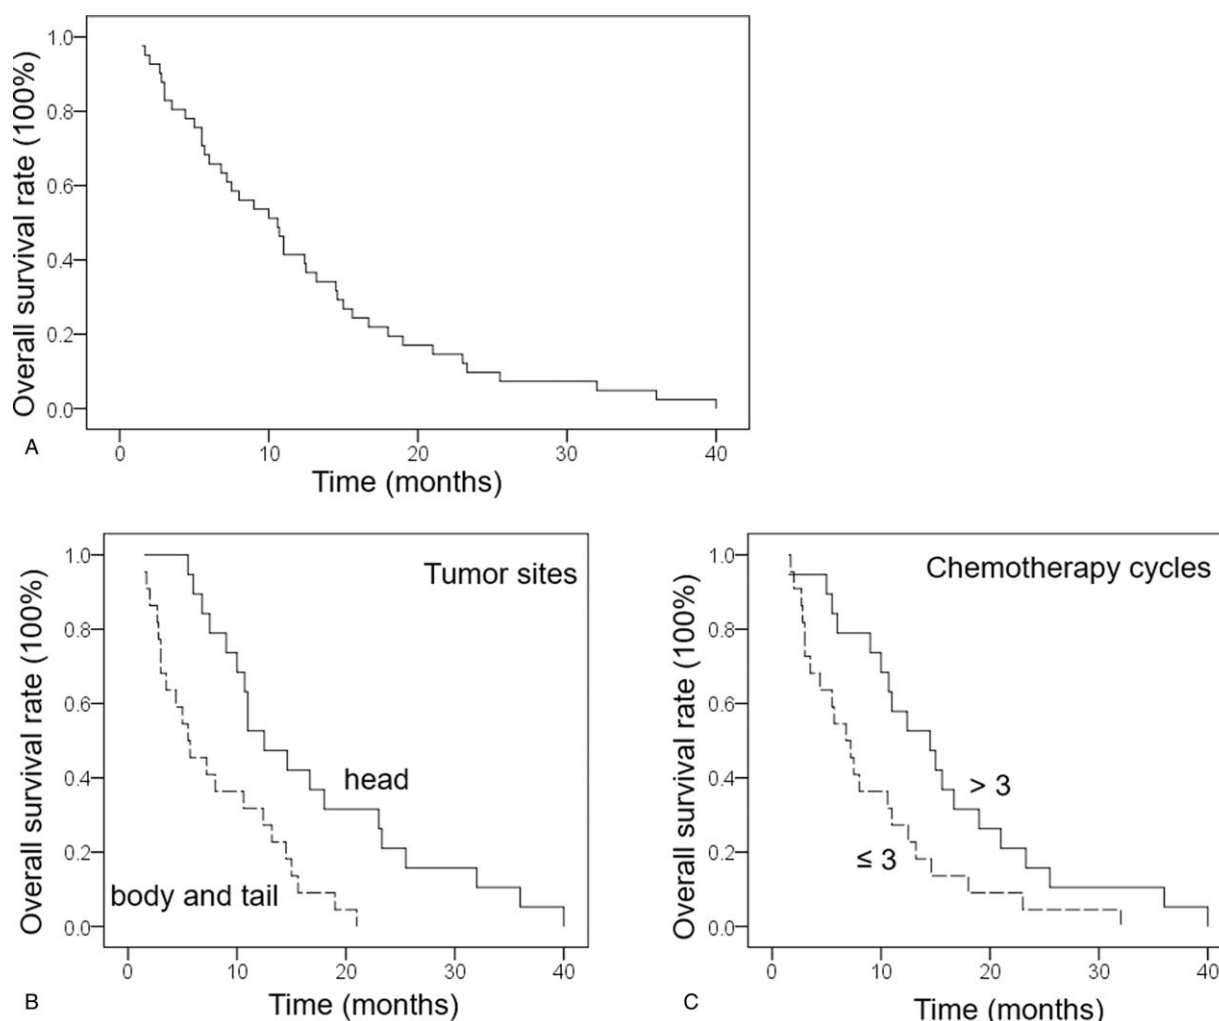 Overall survival rate (100%)
1.0
0.8
0.6
0.4
0.2
0.0
0 10 20 30 40
Time (months)
A
Overall survival rate (100%)
1.0
0.8
0.6
0.4
0.2
0.0
Tumor sites
head
body and tail
0 10 20 30 40
Time (months)
B
Overall survival rate (100%)
1.0
0.8
0.6
0.4
0.2
0.0
Chemotherapy cycles
> 3
≤ 3
0 10 20 30 40
Time (months)
C